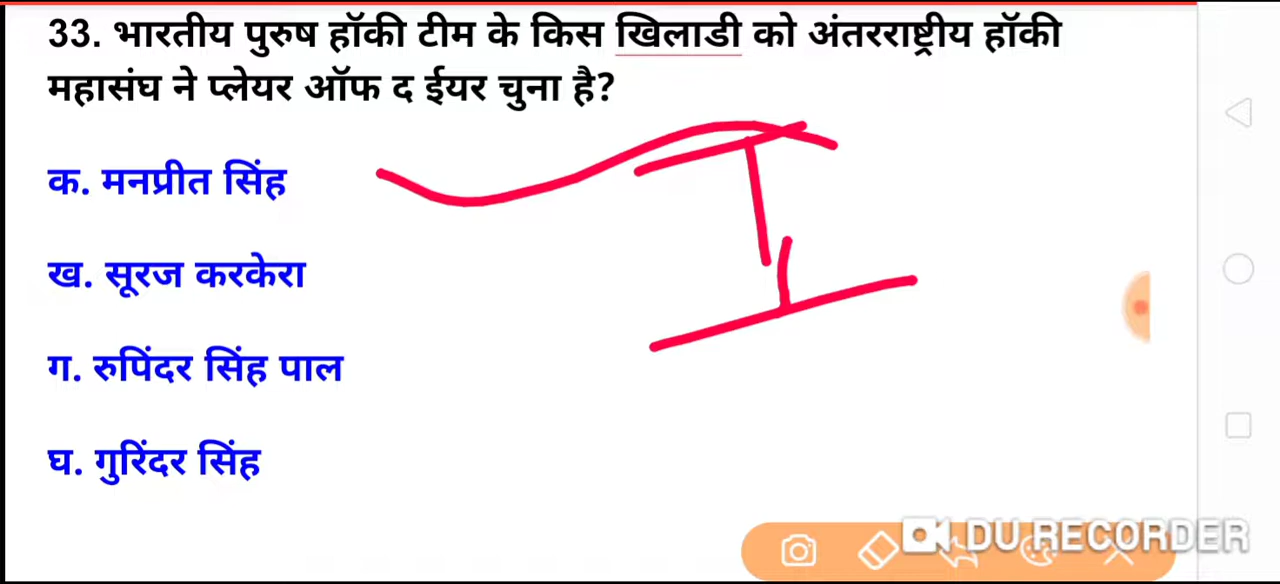 33. भारतीय पुरुष हॉकी टीम के किस खिलाडी को अंतरराष्ट्रीय हॉकी
महासंघ ने प्लेयर ऑफ द ईयर चुना है?
क. मनप्रीत सिंह
ख. सूरज करकेरा
ग. रुपिंदर सिंह पाल
घ. गुरिंदर सिंह
DU RECORDER